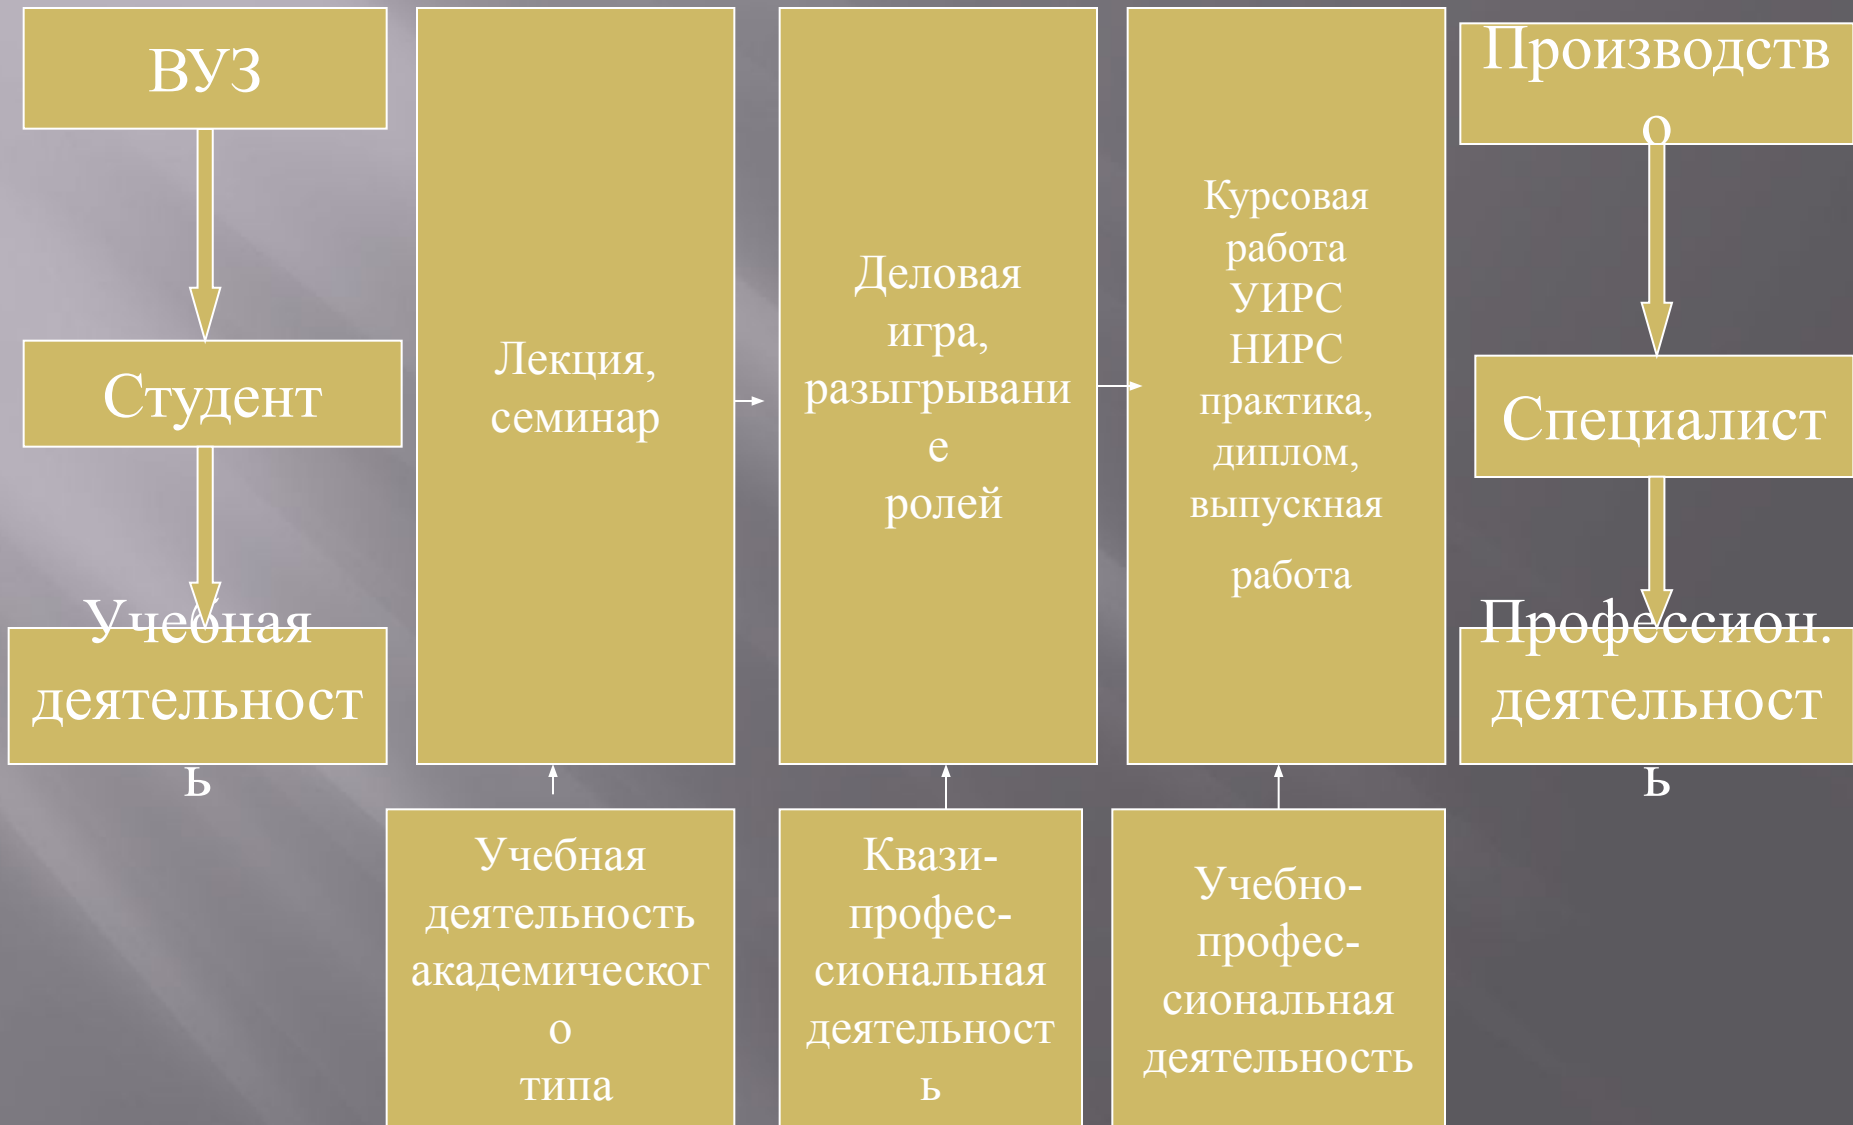 ВУЗ
Студент
Учебная
деятельност
ь
Лекция,
семинар
Деловая
игра,
разыгрывани
е
ролей
Курсовая
работа
УИРС
НИРС
практика,
диплом,
выпускная
работа
Производств
о
Специалист
Профессион.
деятельност
ь
Учебная
деятельность
академическог
о
типа
Квази-
профес-
сиональная
деятельност
ь
Учебно-
профес-
сиональная
деятельность